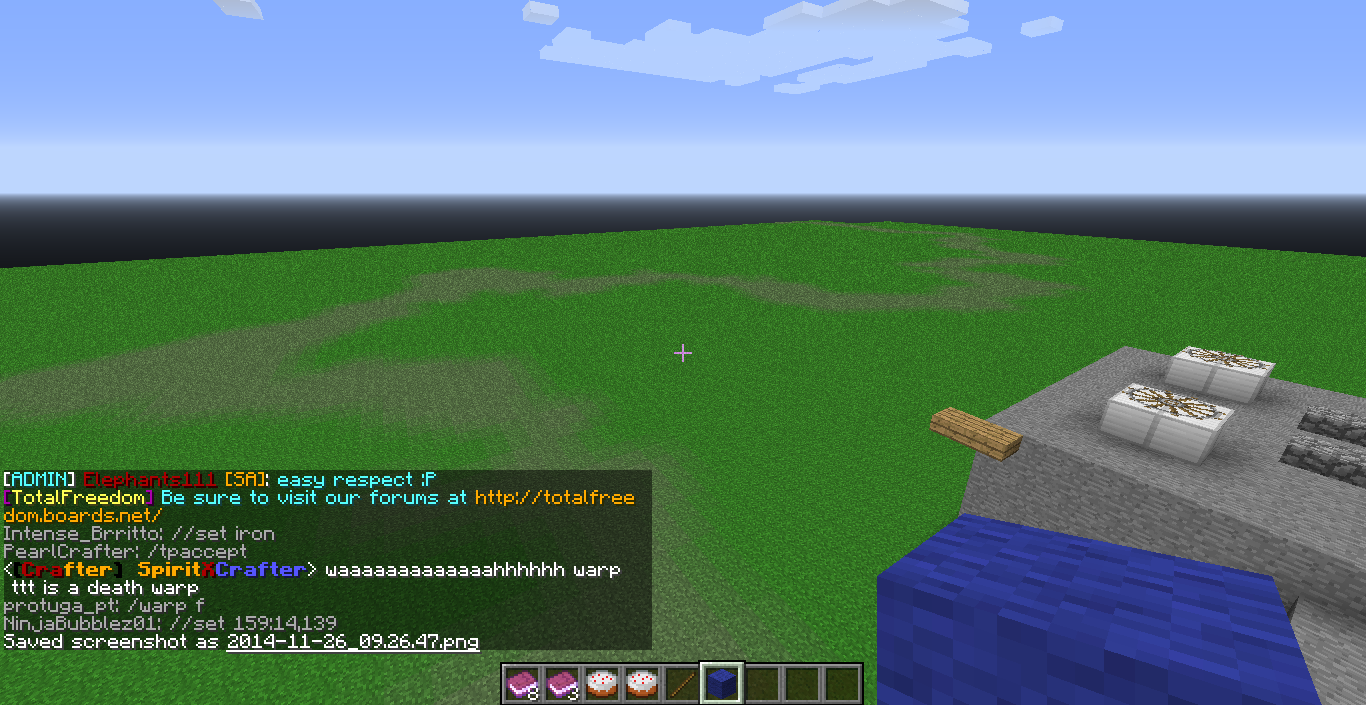 [ADMIN] Elephants111 [SA]: easy respect :P
[TotalFreedom] Be sure to visit our forums at http://totalfree
dom.boards.net/
Intense_Brritto: //set iron
PearlCrafter: /tpaccept
<[Crafter] SpiritXCrafter> waaaaaaaaaaaaaahhhhhh warp
ttt is a death warp
protuga_pt: /warp f
NinjaBubblez01: //set 159:14,139
Saved screenshot as 2014-11-26_09.26.47.png
8 3